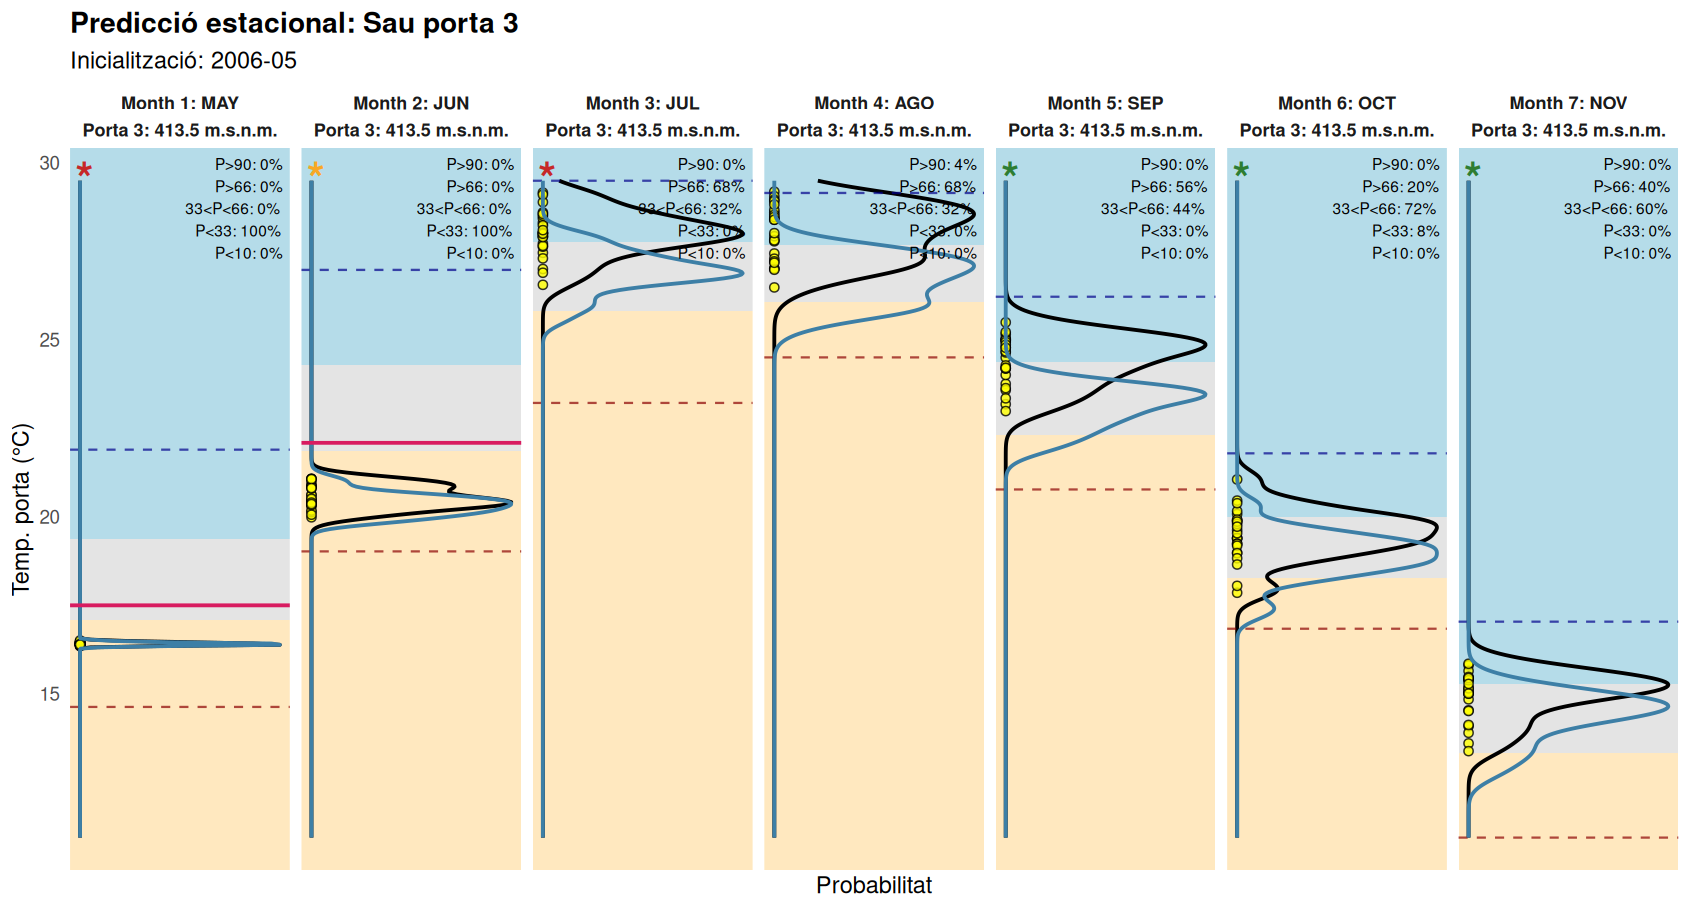 Predicció estacional: Sau porta 3
Inicialització: 2006-05
Month 1: MAY
Porta 3: 413.5 m.s.n.m.
Month 2: JUN
Porta 3: 413.5 m.s.n.m.
Month 3: JUL
Porta 3: 413.5 m.s.n.m.
Month 4: AGO
Porta 3: 413.5 m.s.n.m.
Month 5: SEP
Porta 3: 413.5 m.s.n.m.
Month 6: OCT
Porta 3: 413.5 m.s.n.m.
Month 7: NOV
Porta 3: 413.5 m.s.n.m.
Temp. porta (°C)
30
25
20
15
*
P>90: 0%
P>66: 0%
33<P<66: 0%
P<33: 100%
P<10: 0%
*
P>90: 0%
P>66: 0%
33<P<66: 0%
P<33: 100%
P<10: 0%
*
P>90: 0%
P>66: 68%
33<P<66: 32%
P<33: 0%
P<10: 0%
P>90: 4%
P>66: 68%
33<P<66: 32%
P<33: 0%
P<10: 0%
*
P>90: 0%
P>66: 56%
33<P<66: 44%
P<33: 0%
P<10: 0%
*
P>90: 0%
P>66: 20%
33<P<66: 72%
P<33: 8%
P<10: 0%
*
P>90: 0%
P>66: 40%
33<P<66: 60%
P<33: 0%
P<10: 0%
Probabilitat